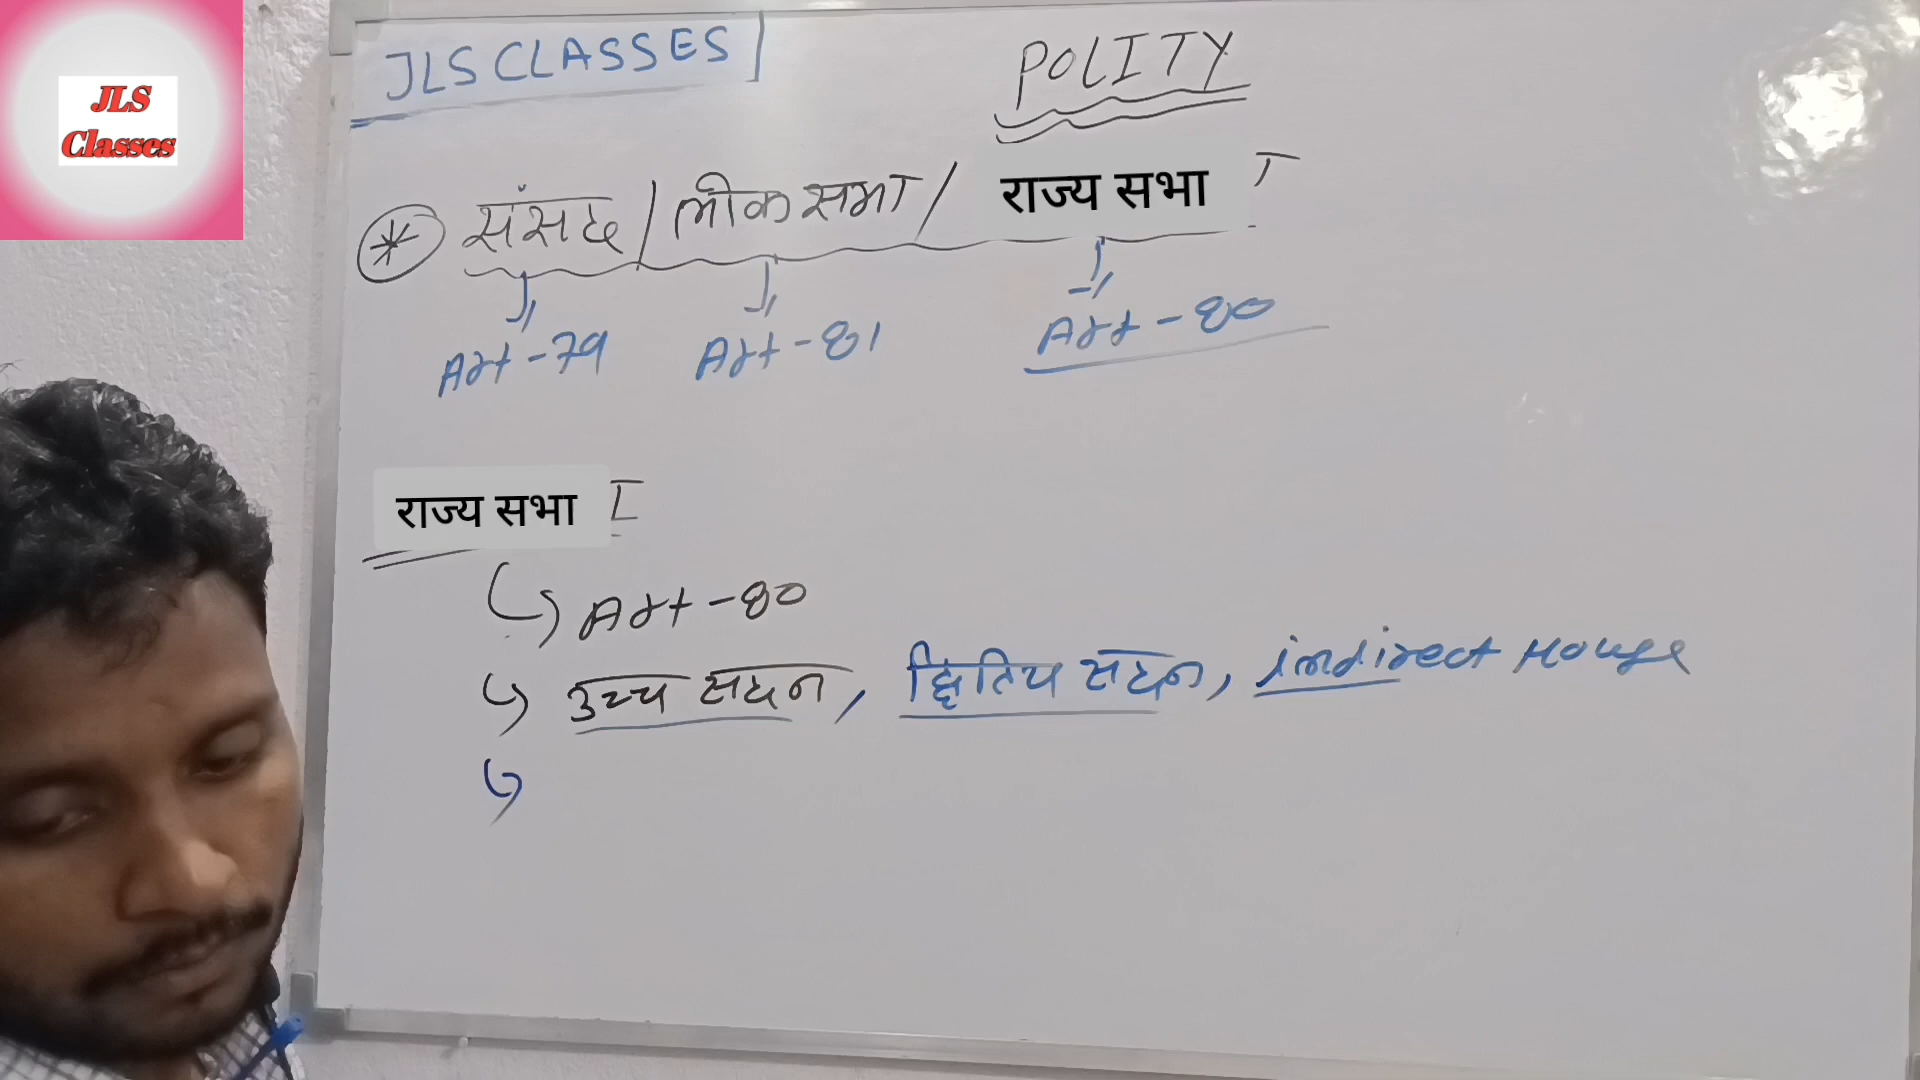 JLS
Classes
JLS CLASSES
POLITY
संसद / लोक सभा / राज्य सभा
Art-79 Art-81 Art-80
राज्य सभा
Art-80
उच्च सदन, द्वितिय सदन, indirect House